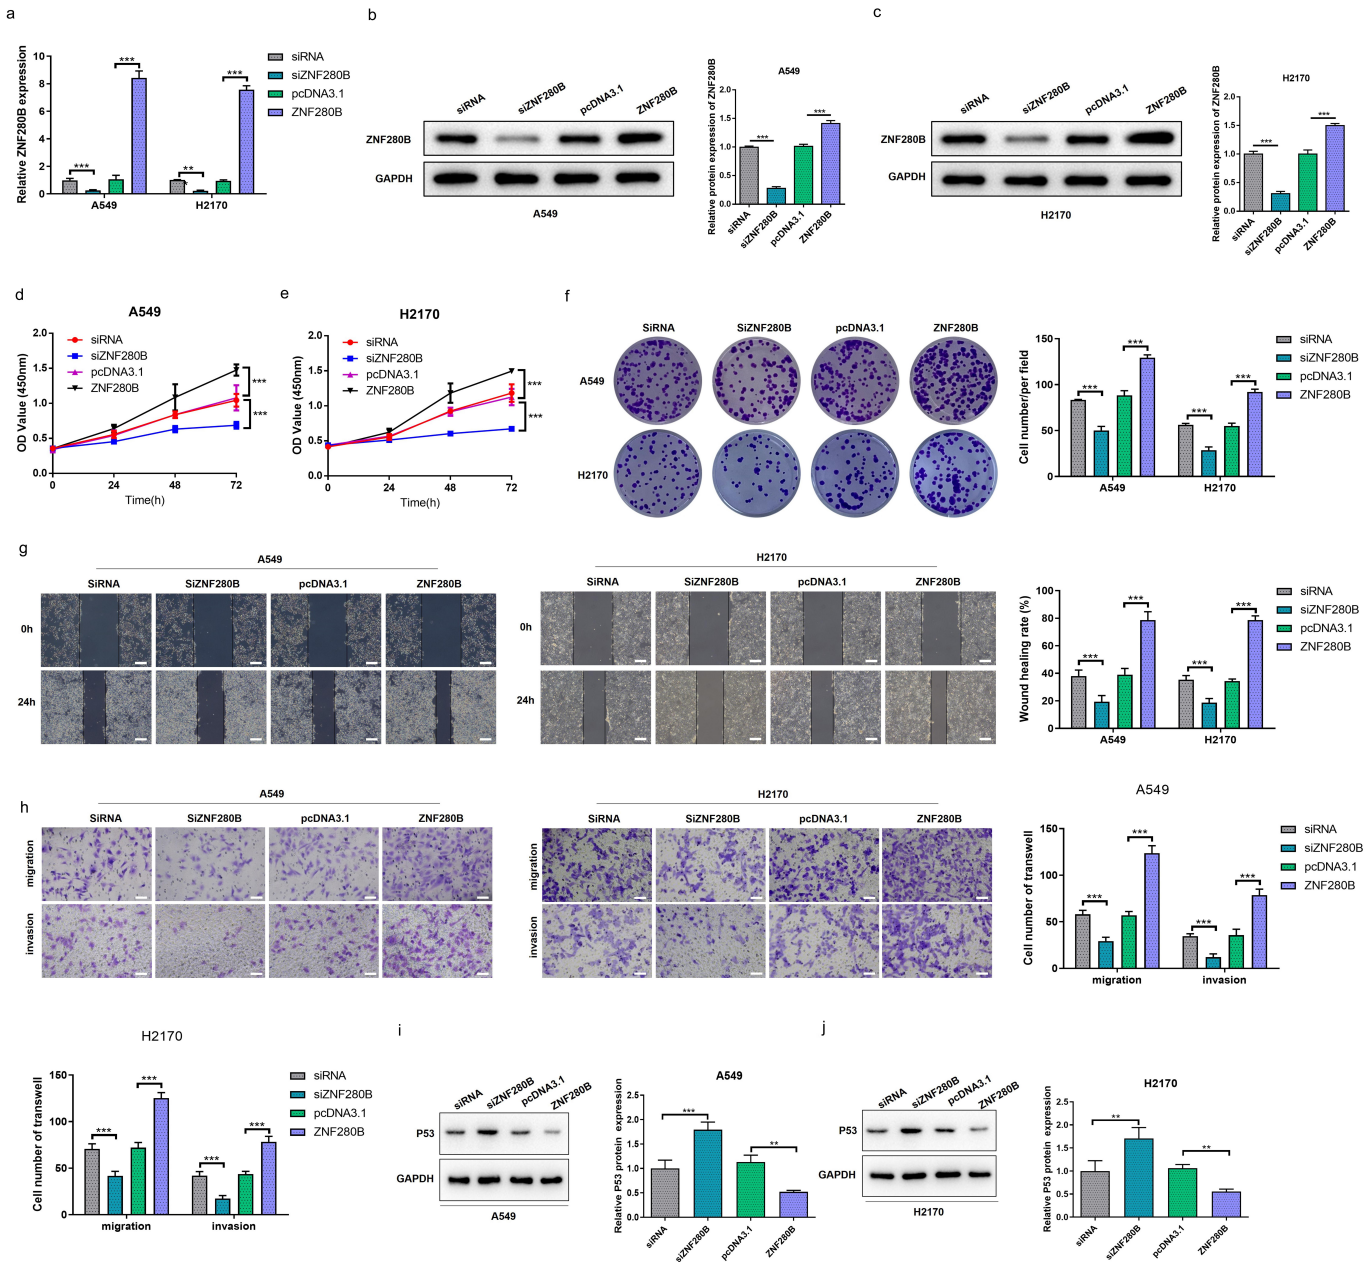 a
Relative ZNF280B expression
10
8
6
4
2
0
***
***
**
*
***
A549
H2170
siRNA
siZNF280B
pcDNA3.1
ZNF280B
b
siRNA
siZNF280B
pcDNA3.1
ZNF280B
ZNF280B
GAPDH
A549
A549
Relative protein expression of ZNF280B
2.0
1.5
1.0
0.5
0.0
***
***
siRNA
siZNF280B
pcDNA3.1
ZNF280B
c
siRNA
siZNF280B
pcDNA3.1
ZNF280B
ZNF280B
GAPDH
H2170
H2170
Relative protein expression of ZNF280B
2.0
1.5
1.0
0.5
0.0
***
***
siRNA
siZNF280B
pcDNA3.1
ZNF280B
d
A549
OD Value (450nm)
2.0
1.5
1.0
0.5
0.0
siRNA
siZNF280B
pcDNA3.1
ZNF280B
***
***
0 24 48 72
Time(h)
e
H2170
OD Value (450nm)
2.0
1.5
1.0
0.5
0.0
siRNA
siZNF280B
pcDNA3.1
ZNF280B
***
***
0 24 48 72
Time(h)
f
SiRNA SiZNF280B pcDNA3.1 ZNF280B
A549
H2170
Cell number/per field
150
100
50
0
***
***
***
***
A549
H2170
siRNA
siZNF280B
pcDNA3.1
ZNF280B
g
A549
SiRNA SiZNF280B pcDNA3.1 ZNF280B
0h
24h
H2170
SiRNA SiZNF280B pcDNA3.1 ZNF280B
0h
24h
Wound healing rate (%)
100
80
60
40
20
0
***
***
***
***
A549
H2170
siRNA
siZNF280B
pcDNA3.1
ZNF280B
h
A549
SiRNA SiZNF280B pcDNA3.1 ZNF280B
migration
invasion
H2170
SiRNA SiZNF280B pcDNA3.1 ZNF280B
migration
invasion
A549
Cell number of transwell
150
100
50
0
***
***
***
***
migration
invasion
siRNA
siZNF280B
pcDNA3.1
ZNF280B
H2170
Cell number of transwell
150
100
50
0
***
***
***
***
migration
invasion
siRNA
siZNF280B
pcDNA3.1
ZNF280B
i
siRNA
siZNF280B
pcDNA3.1
ZNF280B
P53
GAPDH
A549
A549
Relative P53 protein expression
2.5
2.0
1.5
1.0
0.5
0.0
***
**
siRNA
siZNF280B
pcDNA3.1
ZNF280B
j
siRNA
siZNF280B
pcDNA3.1
ZNF280B
P53
GAPDH
H2170
H2170
Relative P53 protein expression
2.5
2.0
1.5
1.0
0.5
0.0
**
**
siRNA
siZNF280B
pcDNA3.1
ZNF280B